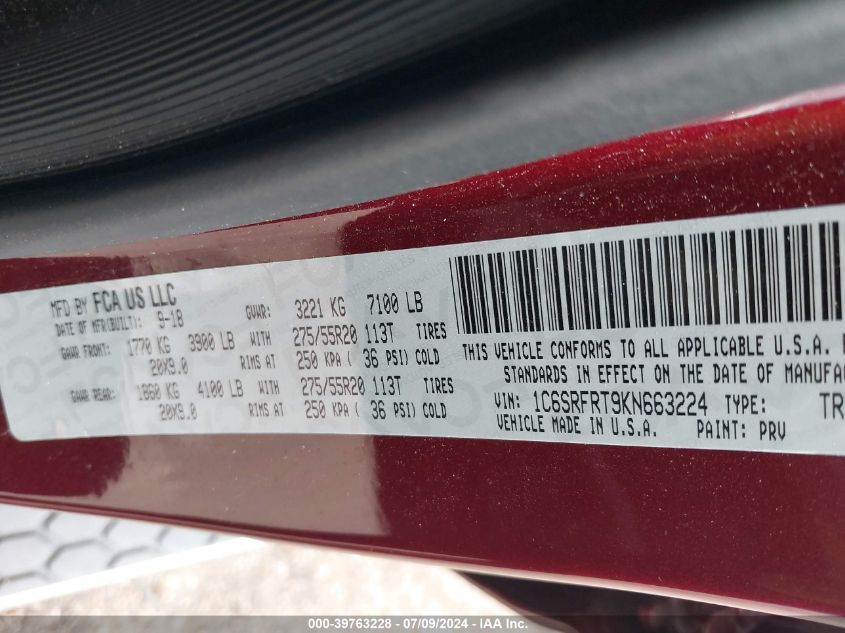 MFD BY FCA US LLC
DATE OF MFR(BUILT): 9-18 GVWR: 3221 KG 7100 LB
GAWR FRONT: 1770 KG 3900 LB WITH 275/55R20 113T TIRES
20X9.0 RIMS AT 250 KPA ( 36 PSI) COLD
GAWR REAR: 1860 KG 4100 LB WITH 275/55R20 113T TIRES
20X9.0 RIMS AT 250 KPA ( 36 PSI) COLD
THIS VEHICLE CONFORMS TO ALL APPLICABLE U.S.A.
STANDARDS IN EFFECT ON THE DATE OF MANUFA
VIN: 1C6SRFRT9KN663224 TYPE: TR
VEHICLE MADE IN U.S.A. PAINT: PRV
000-39763228 - 07/09/2024 - IAA Inc.